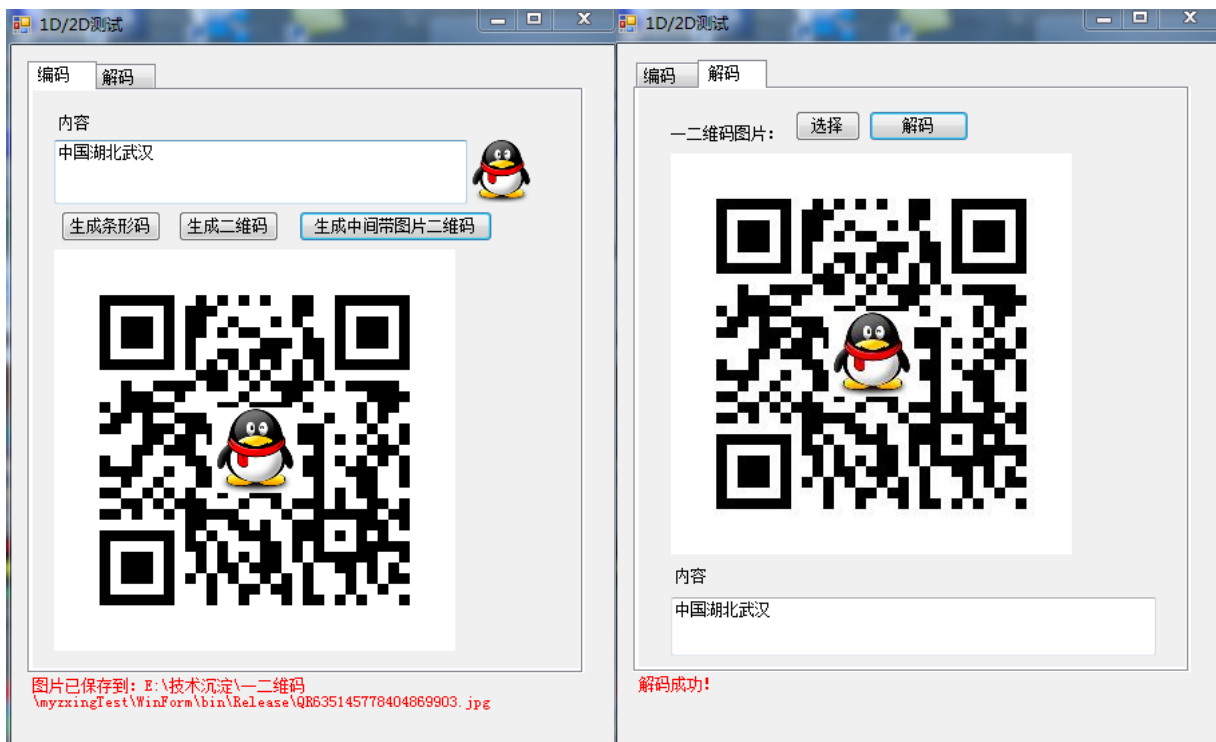 1D/2D测试
编码 解码
内容
中国湖北武汉
生成条形码 生成二维码 生成中间带图片二维码
图片已保存到: E:\技术沉淀\一二维码
\myzxingTest\WinForm\bin\Release\QR635145778404869903.jpg
1D/2D测试
编码 解码
一二维码图片: 选择 解码
内容
中国湖北武汉
解码成功!